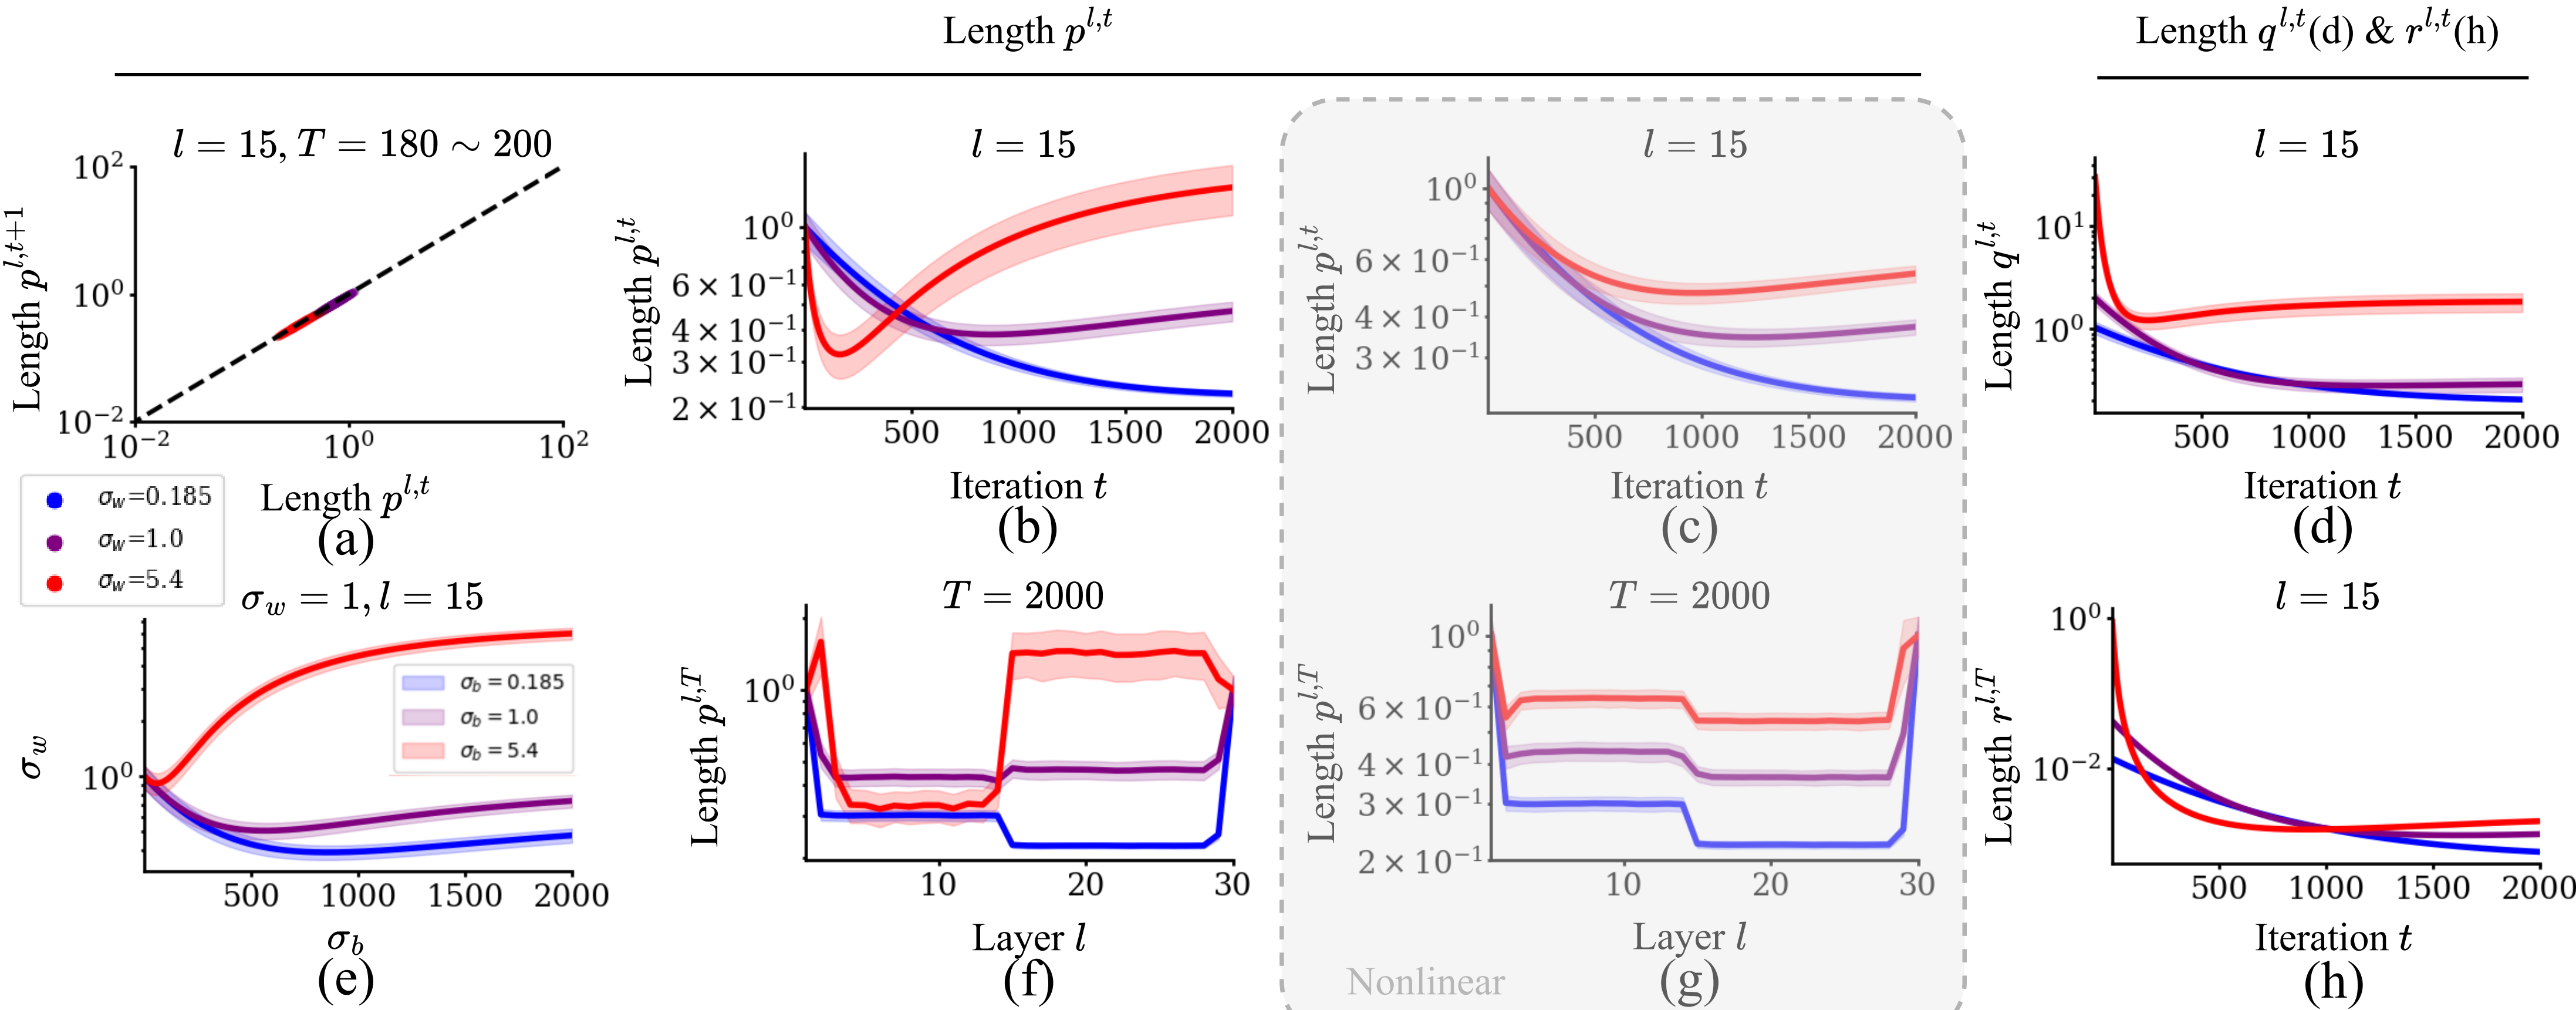 Length p^{l,t}
Length q^{l,t}(d) & r^{l,t}(h)
l = 15, T = 180 ∼ 200
Length p^{l,t+1}
10^2
10^0
10^{-2}
10^{-2} 10^0 10^2
Length p^{l,t}
(a)
l = 15
Length p^{l,t}
10^0
6 × 10^{-1}
4 × 10^{-1}
3 × 10^{-1}
2 × 10^{-1}
500 1000 1500 2000
Iteration t
(b)
l = 15
Length p^{l,t}
10^0
6 × 10^{-1}
4 × 10^{-1}
3 × 10^{-1}
500 1000 1500 2000
Iteration t
(c)
l = 15
Length q^{l,t}
10^1
10^0
500 1000 1500 2000
Iteration t
(d)
σ_w=0.185
σ_w=1.0
σ_w=5.4
σ_w = 1, l = 15
σ_w
10^0
σ_b = 0.185
σ_b = 1.0
σ_b = 5.4
500 1000 1500 2000
σ_b
(e)
T = 2000
Length p^{l,T}
10^0
10 20 30
Layer l
(f)
T = 2000
Length p^{l,T}
10^0
6 × 10^{-1}
4 × 10^{-1}
3 × 10^{-1}
2 × 10^{-1}
10 20 30
Layer l
Nonlinear
(g)
l = 15
Length r^{l,T}
10^0
10^{-2}
500 1000 1500 2000
Iteration t
(h)